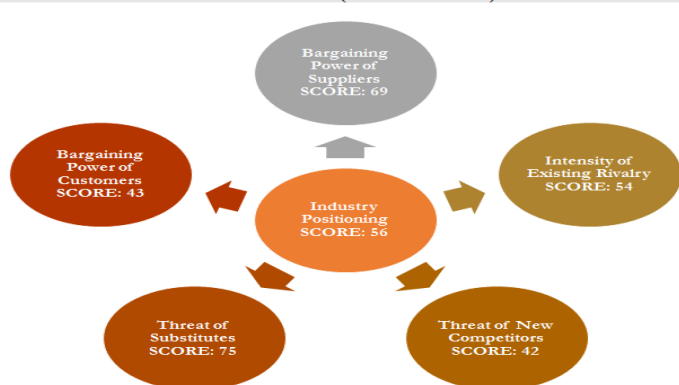 Bargaining
Power of
Suppliers
SCORE: 69
Bargaining
Power of
Customers
SCORE: 43
Intensity of
Existing Rivalry
SCORE: 54
Industry
Positioning
SCORE: 56
Threat of
Substitutes
SCORE: 75
Threat of New
Competitors
SCORE: 42